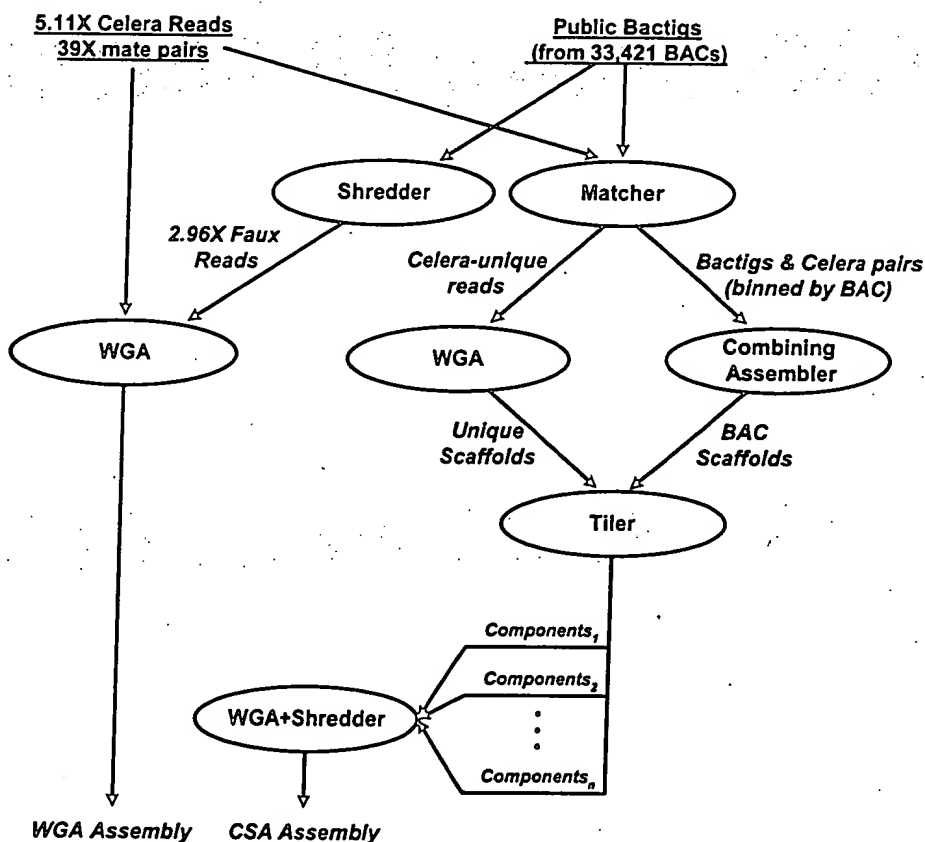 5.11X Celera Reads
39X mate pairs
Public Bactigs
(from 33,421 BACs)
Shredder
Matcher
2.96X Faux
Reads
Celera-unique
reads
Bactigs & Celera pairs
(binned by BAC)
WGA
WGA
Combining
Assembler
Unique
Scaffolds
BAC
Scaffolds
Tiler
Components1
Components2
WGA+Shredder
Componentsn
WGA Assembly
CSA Assembly